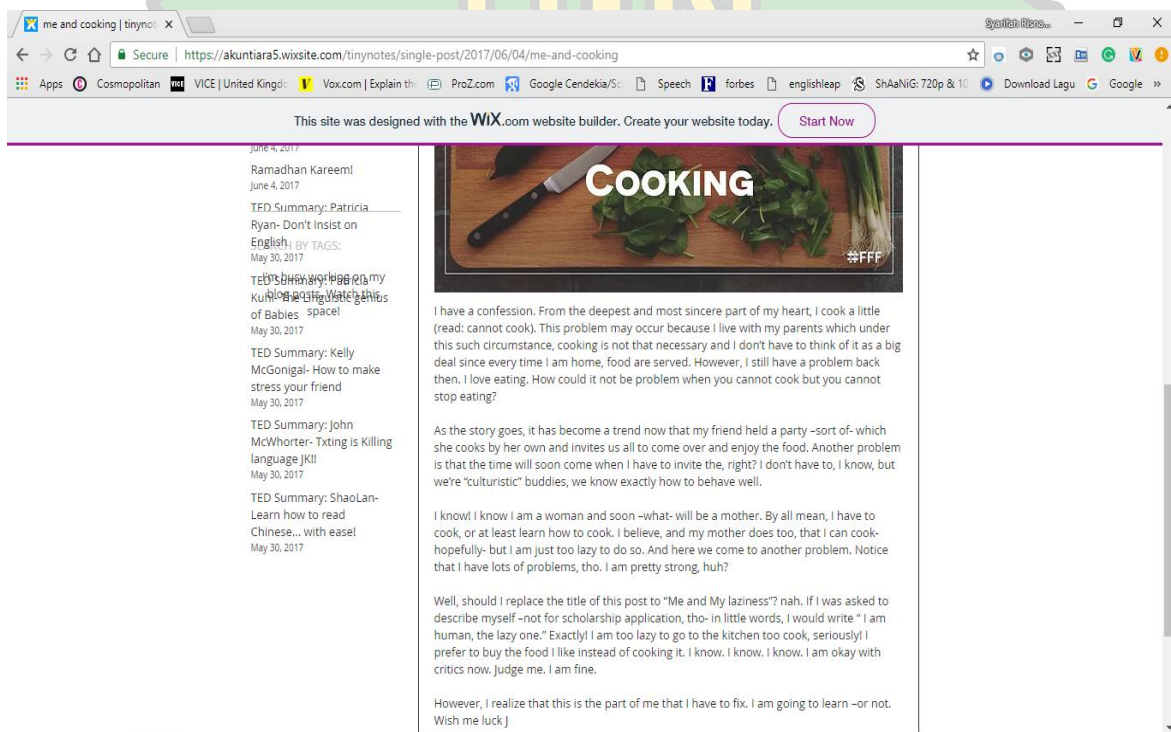 me and cooking | tinynot
Secure | https://akuntiara5.wixsite.com/tinynotes/single-post/2017/06/04/me-and-cooking
Apps Cosmopolitan VICE | United Kingdo Vox.com | Explain th ProZ.com Google Cendekia/Sc Speech forbes englishleap ShAaNiG: 720p & 10 Download Lagu Google »
This site was designed with the WiX.com website builder. Create your website today. Start Now
June 4, 2017
Ramadhan Kareem!
June 4, 2017
TED Summary: Patricia
Ryan- Don't Insist on
English
SEARCH BY TAGS:
May 30, 2017
I'm busy working on my
blog posts. Watch this
space!
TED Summary: Patricia
Kuhl- The Linguistic genius
of Babies
May 30, 2017
TED Summary: Kelly
McGonigal- How to make
stress your friend
May 30, 2017
TED Summary: John
McWhorter- Txting is Killing
language JK!!
May 30, 2017
TED Summary: ShaoLan-
Learn how to read
Chinese... with ease!
May 30, 2017
COOKING
#FFF
I have a confession. From the deepest and most sincere part of my heart, I cook a little
(read: cannot cook). This problem may occur because I live with my parents which under
this such circumstance, cooking is not that necessary and I don't have to think of it as a big
deal since every time I am home, food are served. However, I still have a problem back
then. I love eating. How could it not be problem when you cannot cook but you cannot
stop eating?
As the story goes, it has become a trend now that my friend held a party –sort of- which
she cooks by her own and invites us all to come over and enjoy the food. Another problem
is that the time will soon come when I have to invite the, right? I don't have to, I know, but
we're "culturistic" buddies, we know exactly how to behave well.
I know! I know I am a woman and soon –what- will be a mother. By all mean, I have to
cook, or at least learn how to cook. I believe, and my mother does too, that I can cook-
hopefully- but I am just too lazy to do so. And here we come to another problem. Notice
that I have lots of problems, tho. I am pretty strong, huh?
Well, should I replace the title of this post to "Me and My laziness"? nah. If I was asked to
describe myself –not for scholarship application, tho- in little words, I would write " I am
human, the lazy one." Exactly! I am too lazy to go to the kitchen too cook, seriously! I
prefer to buy the food I like instead of cooking it. I know. I know. I know. I am okay with
critics now. Judge me. I am fine.
However, I realize that this is the part of me that I have to fix. I am going to learn –or not.
Wish me luck J